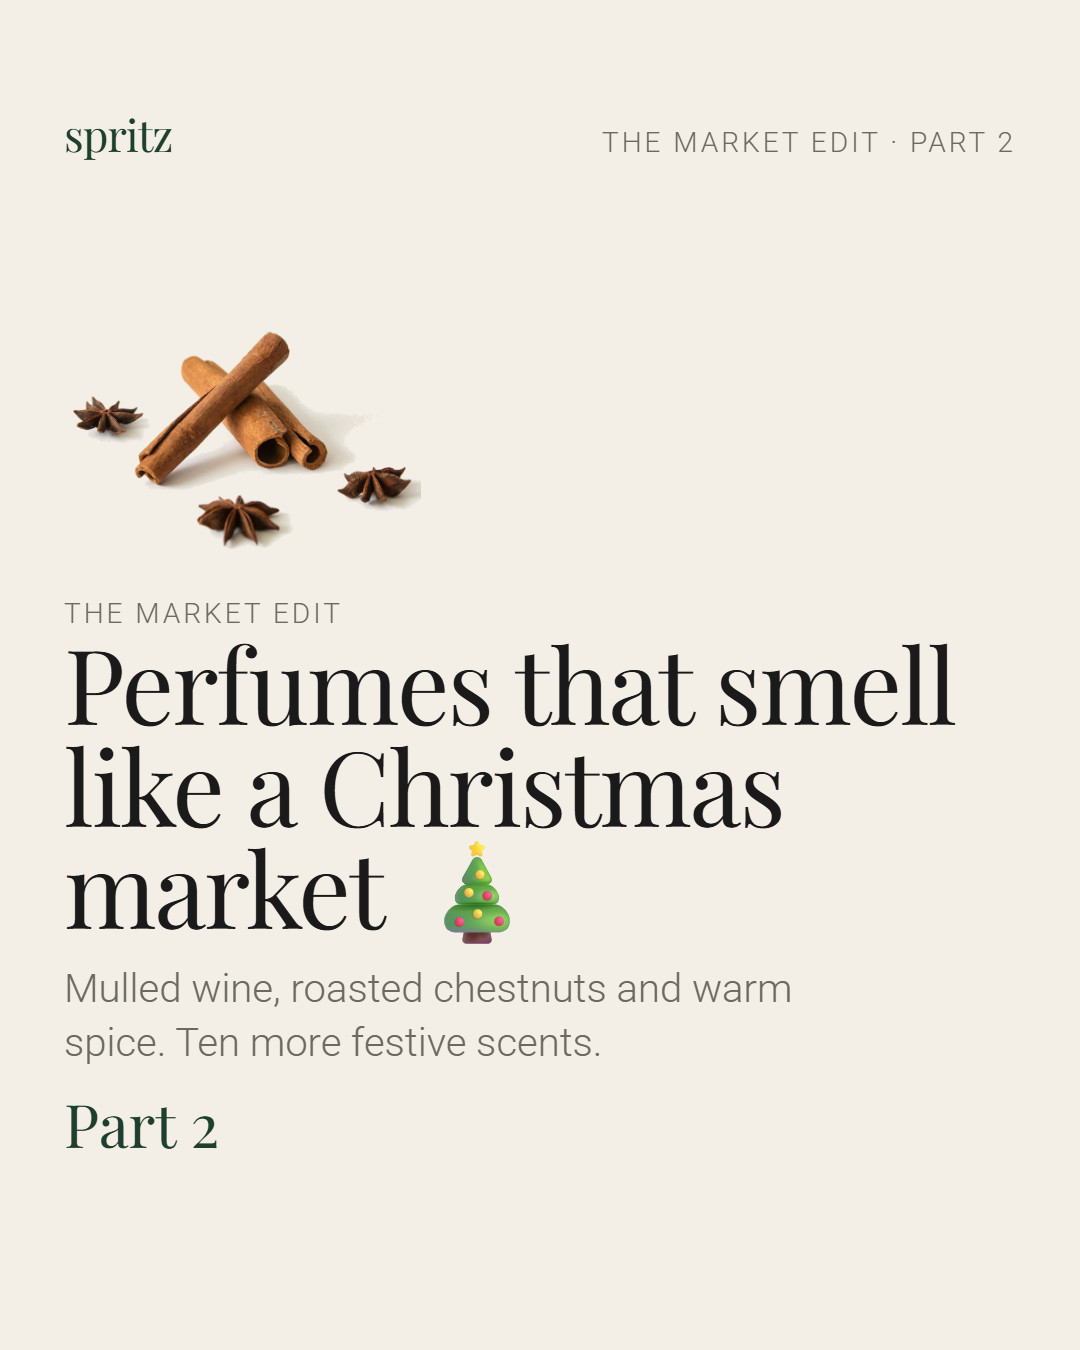 spritz
THE MARKET EDIT · PART 2
THE MARKET EDIT
Perfumes that smell
like a Christmas
market 🎄
Mulled wine, roasted chestnuts and warm
spice. Ten more festive scents.
Part 2